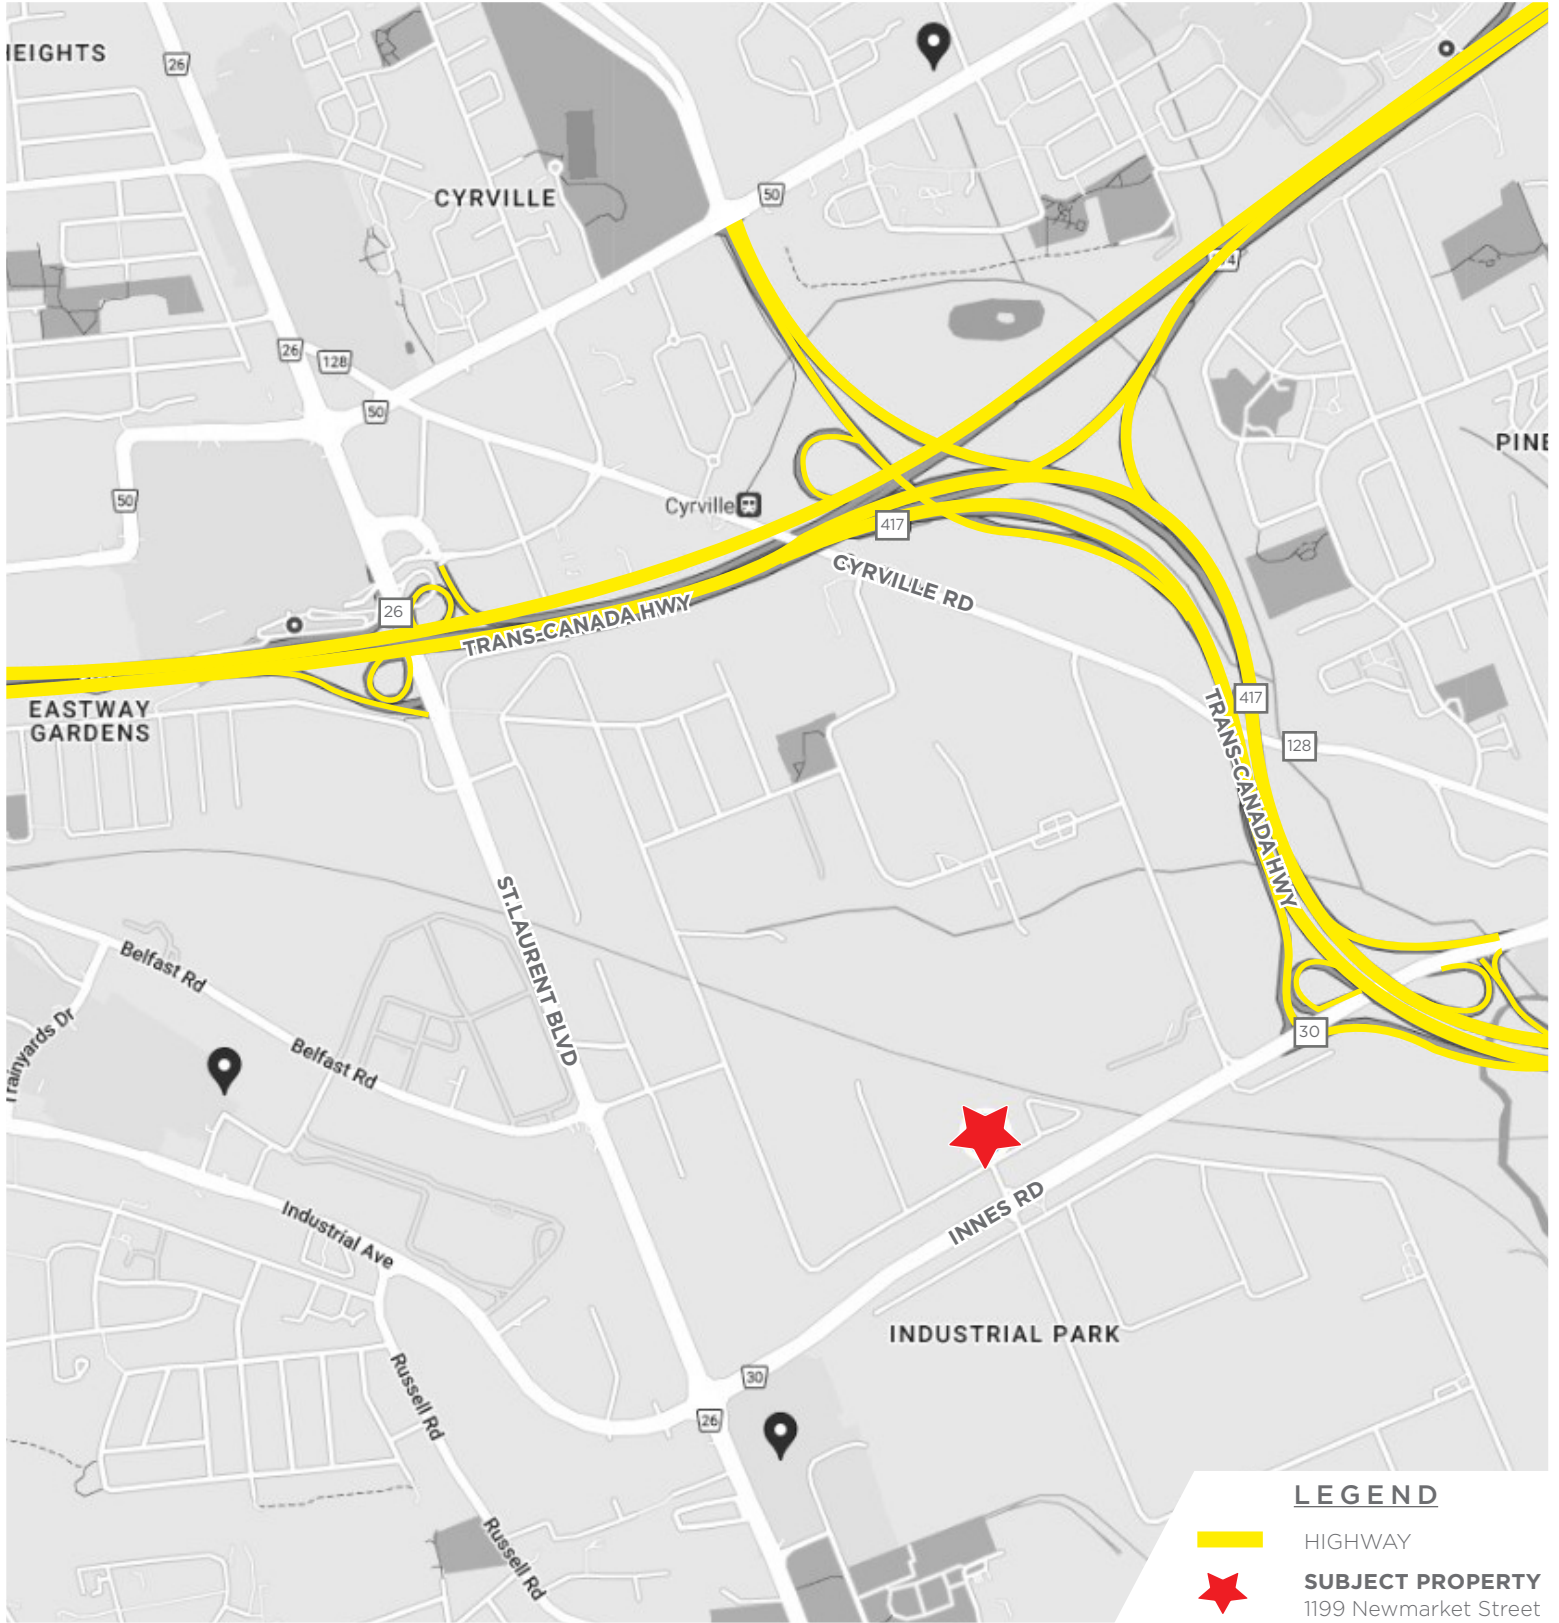 HEIGHTS
26
CYRVILLE
50
26
128
50
50
PINE
Cyrville
417
CYRVILLE RD
26
TRANS-CANADA HWY
EASTWAY
GARDENS
417
TRANS-CANADA HWY
128
ST.LAURENT BLVD
Belfast Rd
Trainyards Dr
Belfast Rd
30
INNES RD
Industrial Ave
INDUSTRIAL PARK
Russell Rd
30
26
Russell Rd
LEGEND
HIGHWAY
SUBJECT PROPERTY
1199 Newmarket Street